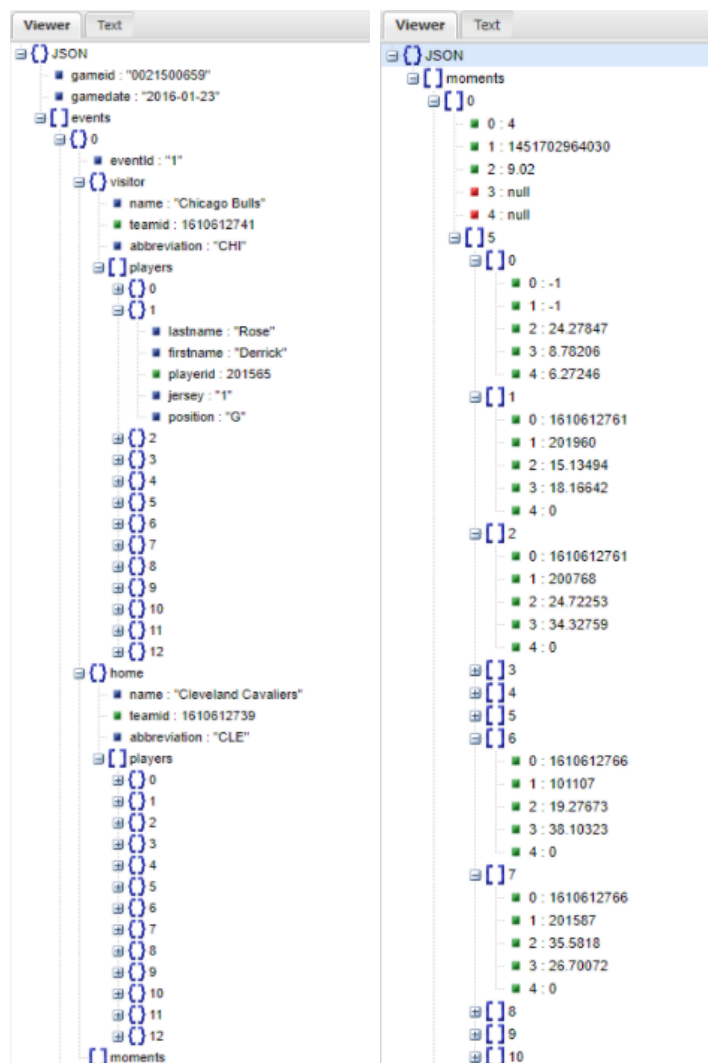 Viewer Text
JSON
gameid : "0021500659"
gamedate : "2016-01-23"
events
0
eventId : "1"
visitor
name : "Chicago Bulls"
teamid : 1610612741
abbreviation : "CHI"
players
0
1
lastname : "Rose"
firstname : "Derrick"
playerid : 201565
jersey : "1"
position : "G"
2
3
4
5
6
7
8
9
10
11
12
home
name : "Cleveland Cavaliers"
teamid : 1610612739
abbreviation : "CLE"
players
0
1
2
3
4
5
6
7
8
9
10
11
12
moments
Viewer Text
JSON
moments
0
0 : 4
1 : 1451702964030
2 : 9.02
3 : null
4 : null
5
0
0 : -1
1 : -1
2 : 24.27847
3 : 8.78206
4 : 6.27246
1
0 : 1610612761
1 : 201960
2 : 15.13494
3 : 18.16642
4 : 0
2
0 : 1610612761
1 : 200768
2 : 24.72253
3 : 34.32759
4 : 0
3
4
5
6
0 : 1610612766
1 : 101107
2 : 19.27673
3 : 38.10323
4 : 0
7
0 : 1610612766
1 : 201587
2 : 35.5818
3 : 26.70072
4 : 0
8
9
10